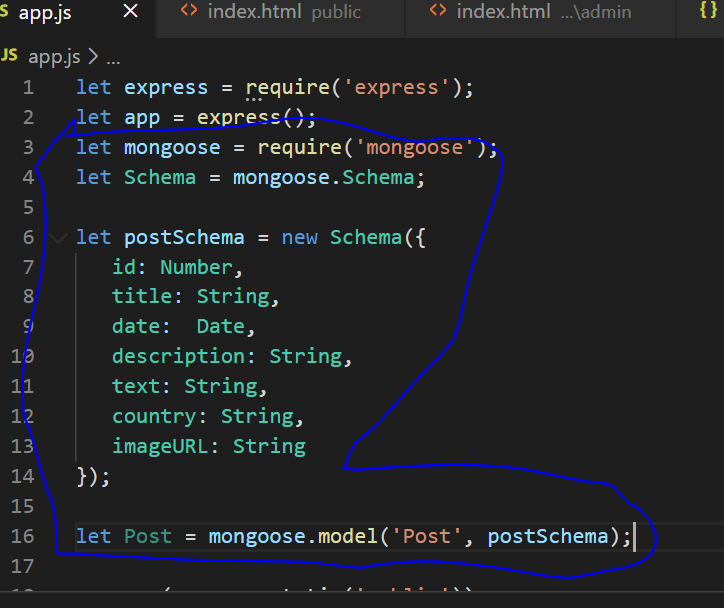 JS app.js × <> index.html public <> index.html ...\admin {}
JS app.js > ...
1 let express = require('express');
2 let app = express();
3 let mongoose = require('mongoose');
4 let Schema = mongoose.Schema;
5
6 let postSchema = new Schema({
7 id: Number,
8 title: String,
9 date:  Date,
10 description: String,
11 text: String,
12 country: String,
13 imageURL: String
14 });
15
16 let Post = mongoose.model('Post', postSchema);
17